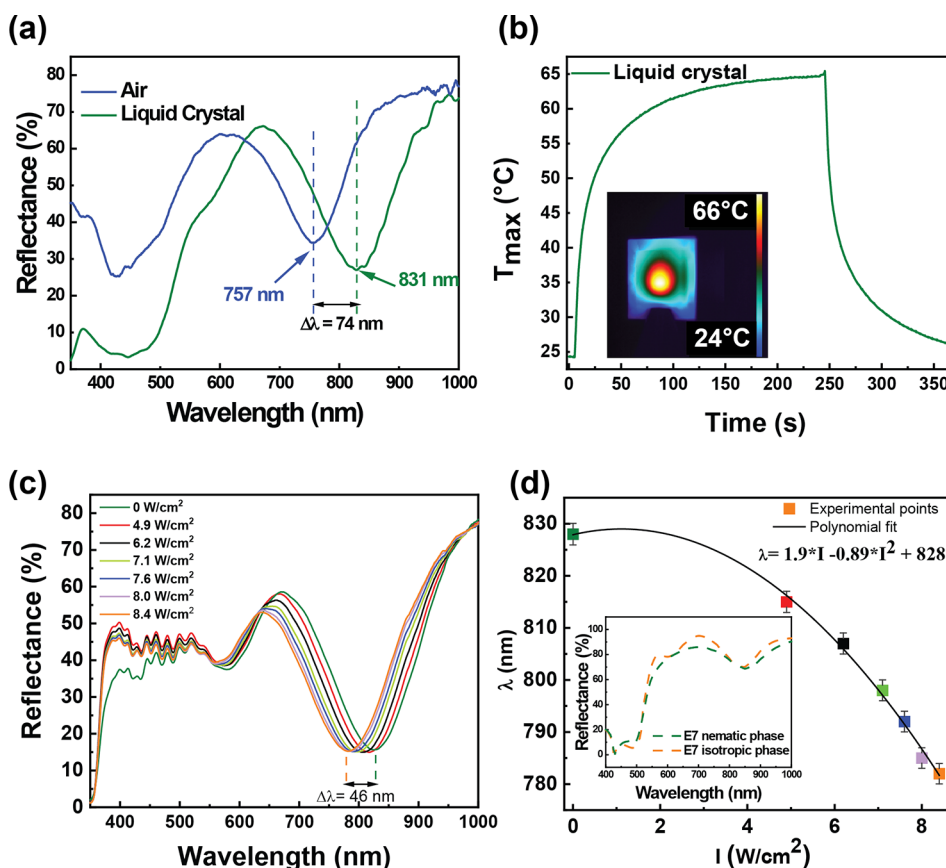 (a)
Air
Liquid Crystal
757 nm
831 nm
Δλ = 74 nm
80
70
60
50
40
30
20
10
0
400
500
600
700
800
900
1000
Reflectance (%)
Wavelength (nm)
(b)
Liquid crystal
66°C
24°C
65
60
55
50
45
40
35
30
25
0
50
100
150
200
250
300
350
Tmax (°C)
Time (s)
(c)
0 W/cm²
4.9 W/cm²
6.2 W/cm²
7.1 W/cm²
7.6 W/cm²
8.0 W/cm²
8.4 W/cm²
Δλ = 46 nm
80
70
60
50
40
30
20
10
0
400
500
600
700
800
900
1000
Reflectance (%)
Wavelength (nm)
(d)
Experimental points
Polynomial fit
λ= 1.9*I -0.89*I² + 828
830
820
810
800
790
780
0
2
4
6
8
λ (nm)
I (W/cm²)
100
80
60
40
20
0
400
500
600
700
800
900
1000
Reflectance (%)
Wavelength (nm)
E7 nematic phase
E7 isotropic phase